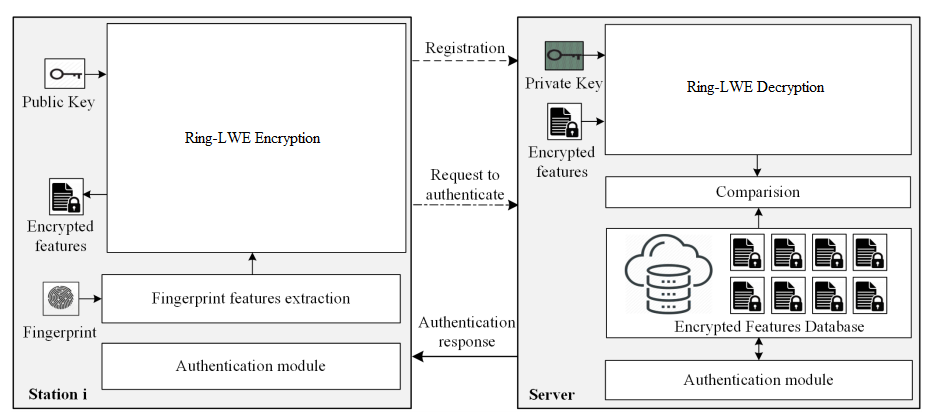 Public Key
Ring-LWE Encryption
Encrypted
features
Fingerprint features extraction
Fingerprint
Authentication module
Station i
Registration
Request to
authenticate
Authentication
response
Private Key
Ring-LWE Decryption
Encrypted
features
Comparision
Encrypted Features Database
Authentication module
Server